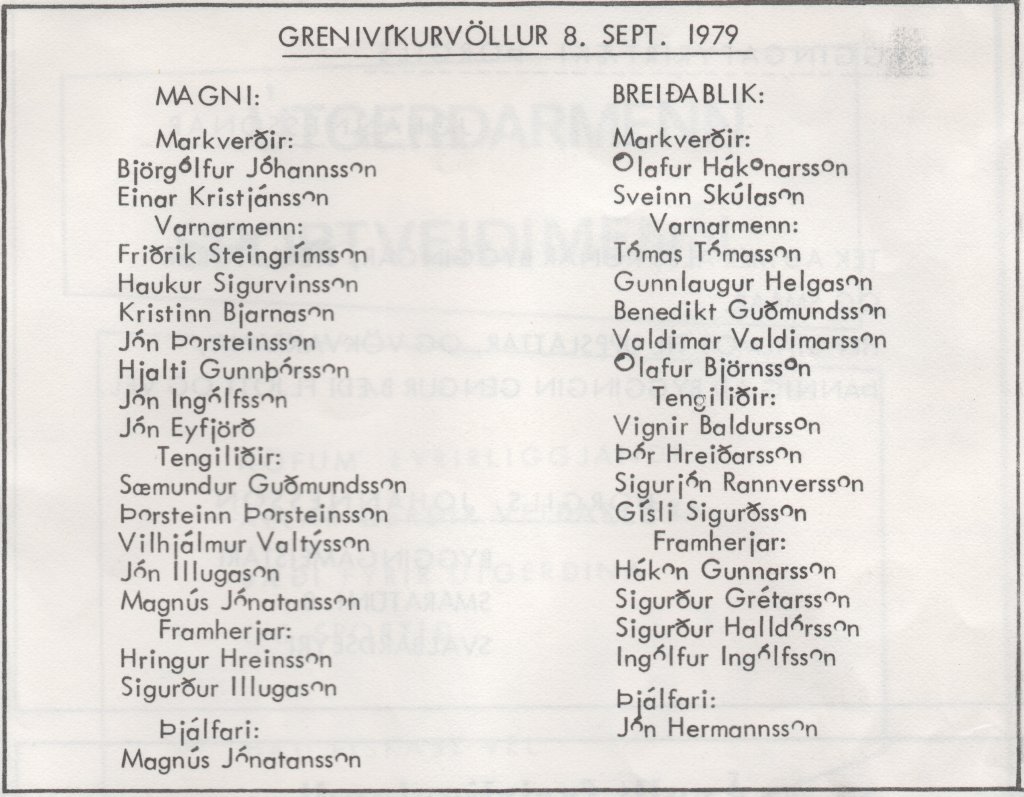 GRENIVÍKURVÖLLUR 8. SEPT. 1979
MAGNI:
Markverðir:
Björgólfur Jóhannsson
Einar Kristjánsson
Varnarmenn:
Friðrik Steingrímsson
Haukur Sigurvinsson
Kristinn Bjarnason
Jón Þorsteinsson
Hjalti Gunnþórsson
Jón Ingólfsson
Jón Eyfjörð
Tengiliðir:
Sæmundur Guðmundsson
Þorsteinn Þorsteinsson
Vilhjálmur Valtýsson
Jón Illugason
Magnús Jónatansson
Framherjar:
Hringur Hreinsson
Sigurður Illugason
Þjálfari:
Magnús Jónatansson
BREIÐABLIK:
Markverðir:
Ólafur Hákonarsson
Sveinn Skúlason
Varnarmenn:
Tómas Tómasson
Gunnlaugur Helgason
Benedikt Guðmundsson
Valdimar Valdimarsson
Ólafur Björnsson
Tengiliðir:
Vignir Baldursson
Þór Hreiðarsson
Sigurjón Rannversson
Gísli Sigurðsson
Framherjar:
Hákon Gunnarsson
Sigurður Grétarsson
Sigurður Halldórsson
Ingólfur Ingólfsson
Þjálfari:
Jón Hermannsson